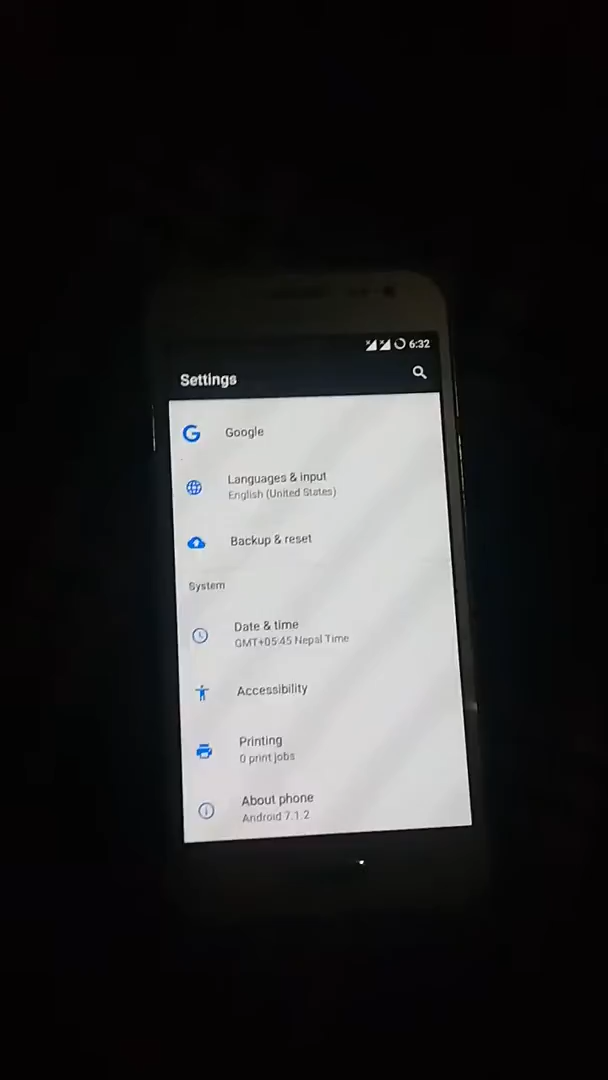 6:32
Settings
Google
Languages & input
English (United States)
Backup & reset
System
Date & time
GMT+05:45 Nepal Time
Accessibility
Printing
0 print jobs
About phone
Android 7.1.2